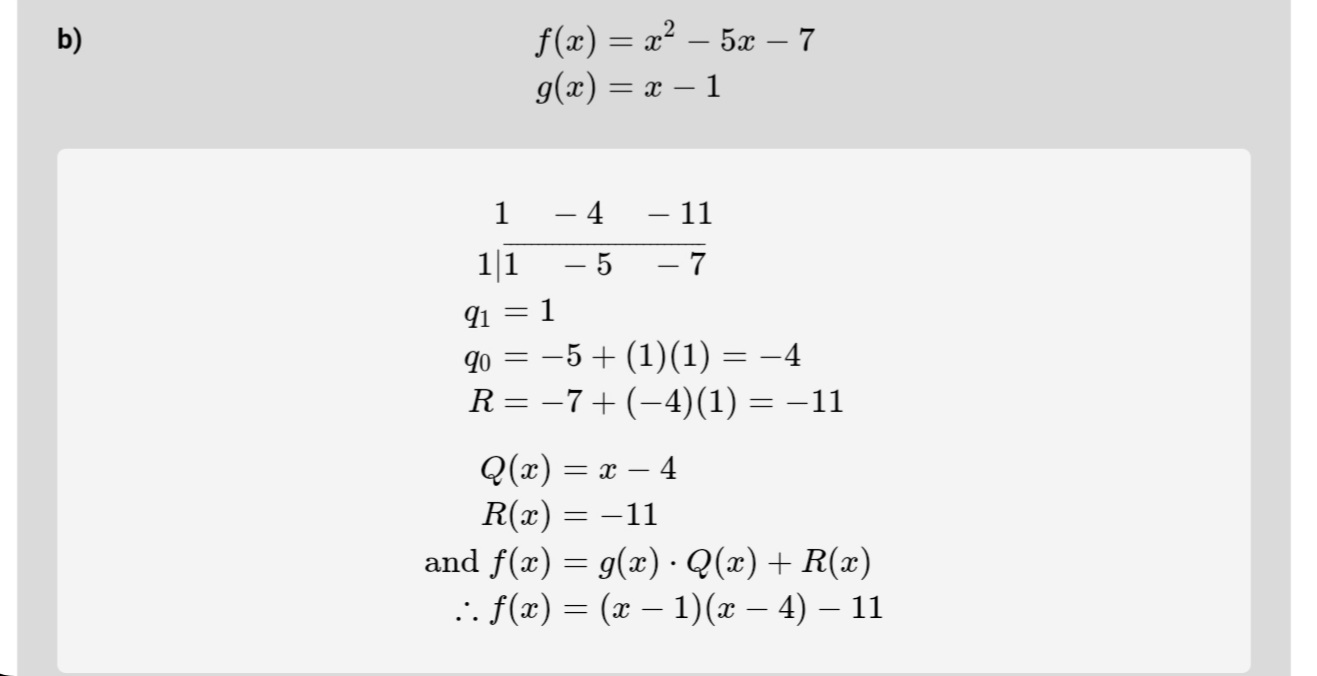 b) f(x) = x² − 5x − 7
g(x) = x − 1
1 − 4 − 11
1|1 − 5 − 7
q₁ = 1
q₀ = −5 + (1)(1) = −4
R = −7 + (−4)(1) = −11
Q(x) = x − 4
R(x) = −11
and f(x) = g(x) · Q(x) + R(x)
∴ f(x) = (x − 1)(x − 4) − 11